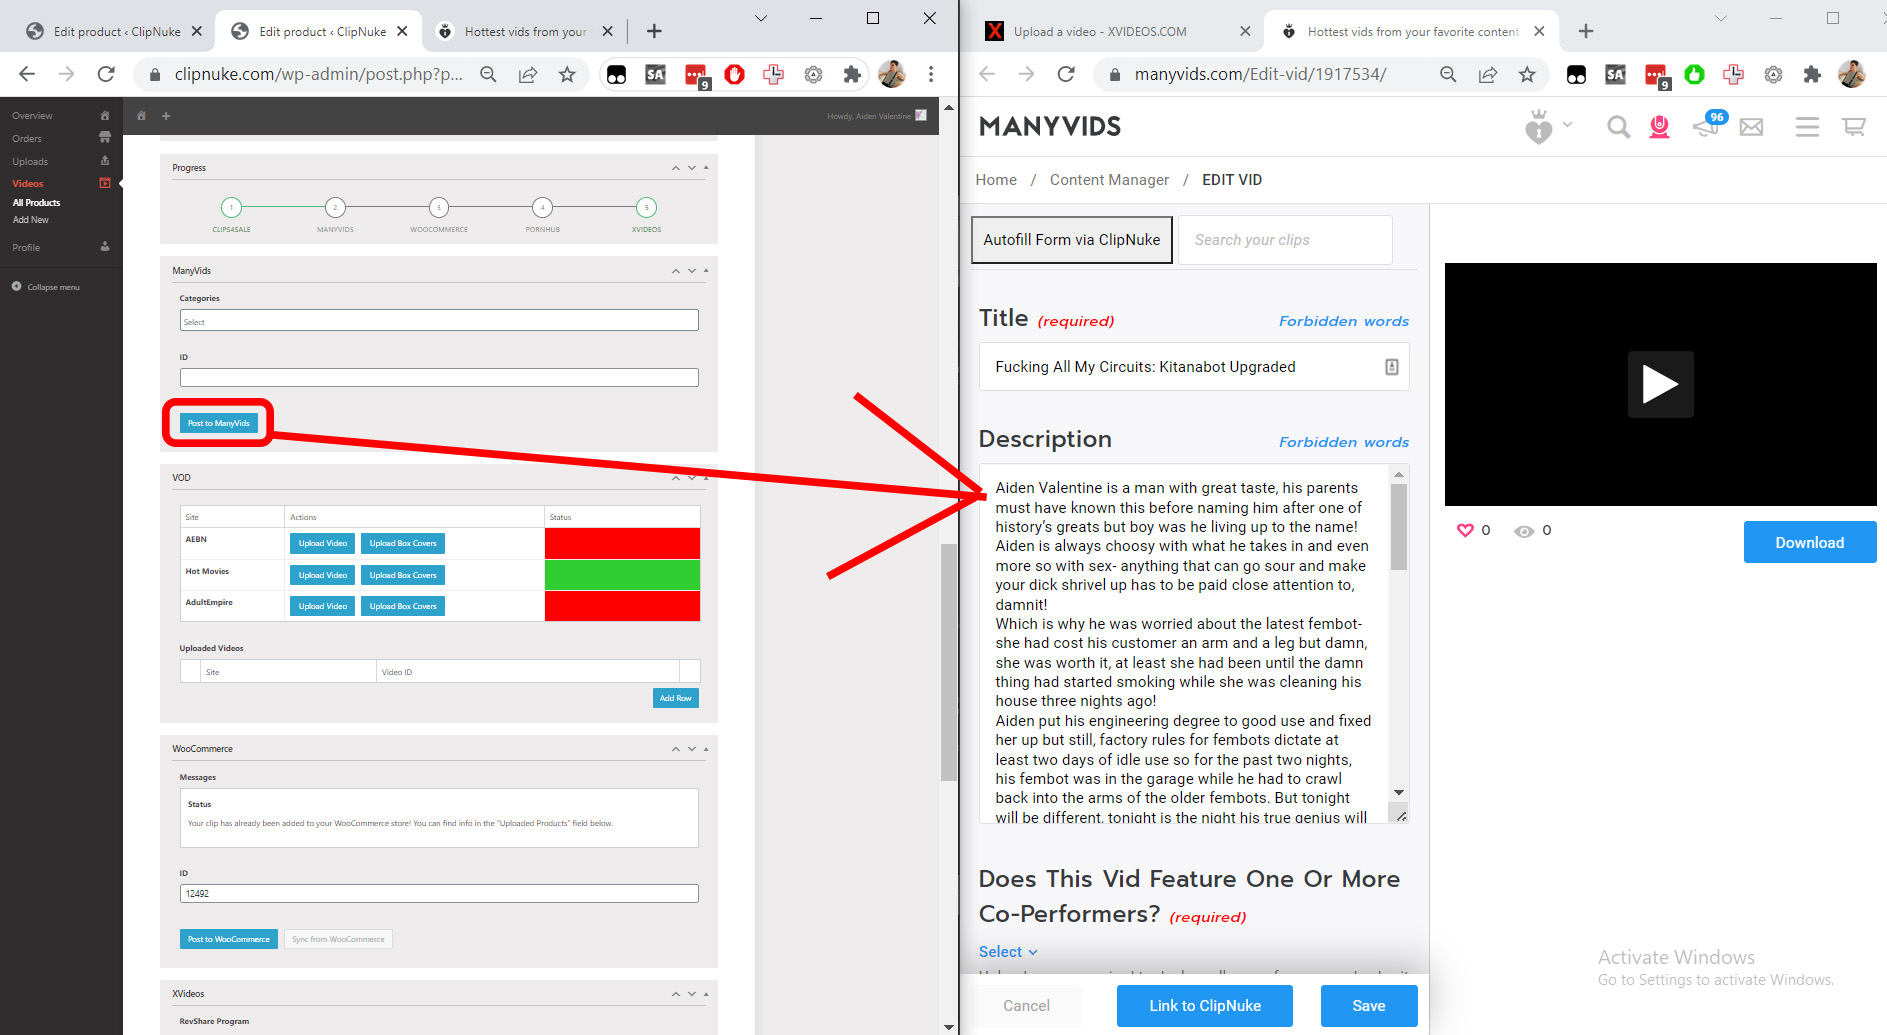 Edit product ‹ ClipNuke
Edit product ‹ ClipNuke
Hottest vids from your
clipnuke.com/wp-admin/post.php?p...
SA
9
Overview
Orders
Uploads
Videos
All Products
Add New
Profile
Collapse menu
Howdy, Aiden Valentine
Progress
1
2
3
4
5
CLIPS4SALE
MANYVIDS
WOOCOMMERCE
PORNHUB
XVIDEOS
ManyVids
Categories
Select
ID
Post to ManyVids
VOD
Site
Actions
Status
AEBN
Upload Video
Upload Box Covers
Hot Movies
Upload Video
Upload Box Covers
AdultEmpire
Upload Video
Upload Box Covers
Uploaded Videos
Site
Video ID
Add Row
WooCommerce
Messages
Status
Your clip has already been added to your WooCommerce store! You can find info in the "Uploaded Products" field below.
ID
12492
Post to WooCommerce
Sync from WooCommerce
XVideos
RevShare Program
X
Upload a video - XVIDEOS.COM
Hottest vids from your favorite content
manyvids.com/Edit-vid/1917534/
SA
9
MANYVIDS
96
Home / Content Manager / EDIT VID
Autofill Form via ClipNuke
Search your clips
Title (required)
Forbidden words
Fucking All My Circuits: Kitanabot Upgraded
Description
Forbidden words
Aiden Valentine is a man with great taste, his parents
must have known this before naming him after one of
history's greats but boy was he living up to the name!
Aiden is always choosy with what he takes in and even
more so with sex- anything that can go sour and make
your dick shrivel up has to be paid close attention to,
damnit!
Which is why he was worried about the latest fembot-
she had cost his customer an arm and a leg but damn,
she was worth it, at least she had been until the damn
thing had started smoking while she was cleaning his
house three nights ago!
Aiden put his engineering degree to good use and fixed
her up but still, factory rules for fembots dictate at
least two days of idle use so for the past two nights,
his fembot was in the garage while he had to crawl
back into the arms of the older fembots. But tonight
will be different, tonight is the night his true genius will
Does This Vid Feature One Or More
Co-Performers? (required)
Select
Cancel
Link to ClipNuke
Save
0
0
Download
Activate Windows
Go to Settings to activate Windows.